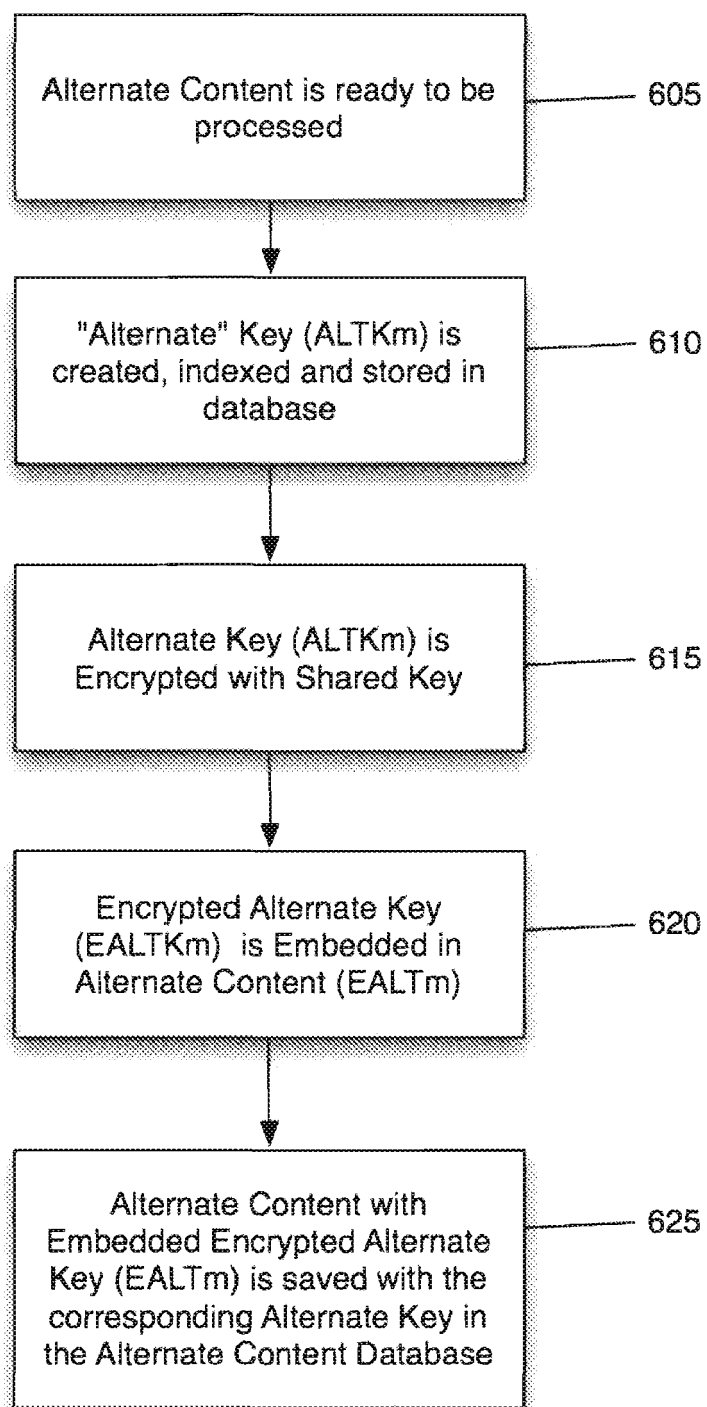 Alternate Content is ready to be
processed
605
"Alternate" Key (ALTKm) is
created, indexed and stored in
database
610
Alternate Key (ALTKm) is
Encrypted with Shared Key
615
Encrypted Alternate Key
(EALTKm) is Embedded in
Alternate Content (EALTm)
620
Alternate Content with
Embedded Encrypted Alternate
Key (EALTm) is saved with the
corresponding Alternate Key in
the Alternate Content Database
625